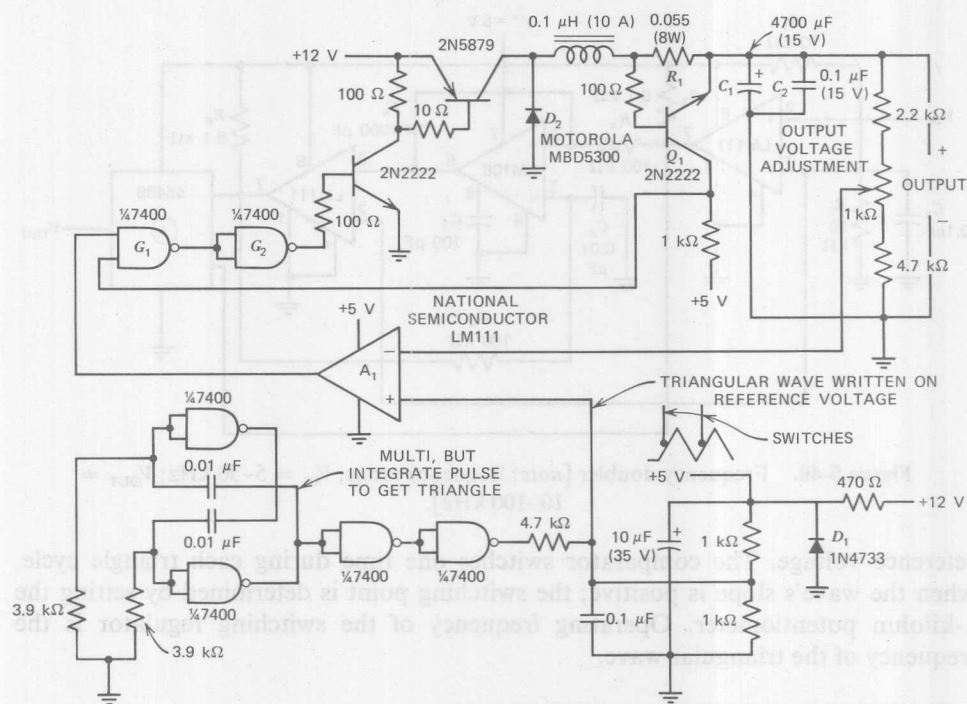 0.1 μH (10 A)
0.055
(8W)
4700 μF
(15 V)
+12 V
2N5879
100 Ω
10 Ω
100 Ω
R₁
C₁
+
C₂
0.1 μF
(15 V)
2.2 kΩ
D₂
MOTOROLA
MBD5300
Q₁
2N2222
OUTPUT
VOLTAGE
ADJUSTMENT
+
OUTPUT
−
2N2222
100 Ω
1 kΩ
1 kΩ
4.7 kΩ
¼7400
G₁
¼7400
G₂
+5 V
+5 V
NATIONAL
SEMICONDUCTOR
LM111
A₁
−
+
TRIANGULAR WAVE WRITTEN ON
REFERENCE VOLTAGE
SWITCHES
¼7400
MULTI, BUT
INTEGRATE PULSE
TO GET TRIANGLE
0.01 μF
0.01 μF
+5 V
470 Ω
+12 V
4.7 kΩ
10 μF
(35 V)
+
1 kΩ
D₁
1N4733
¼7400
¼7400
¼7400
3.9 kΩ
3.9 kΩ
0.1 μF
1 kΩ